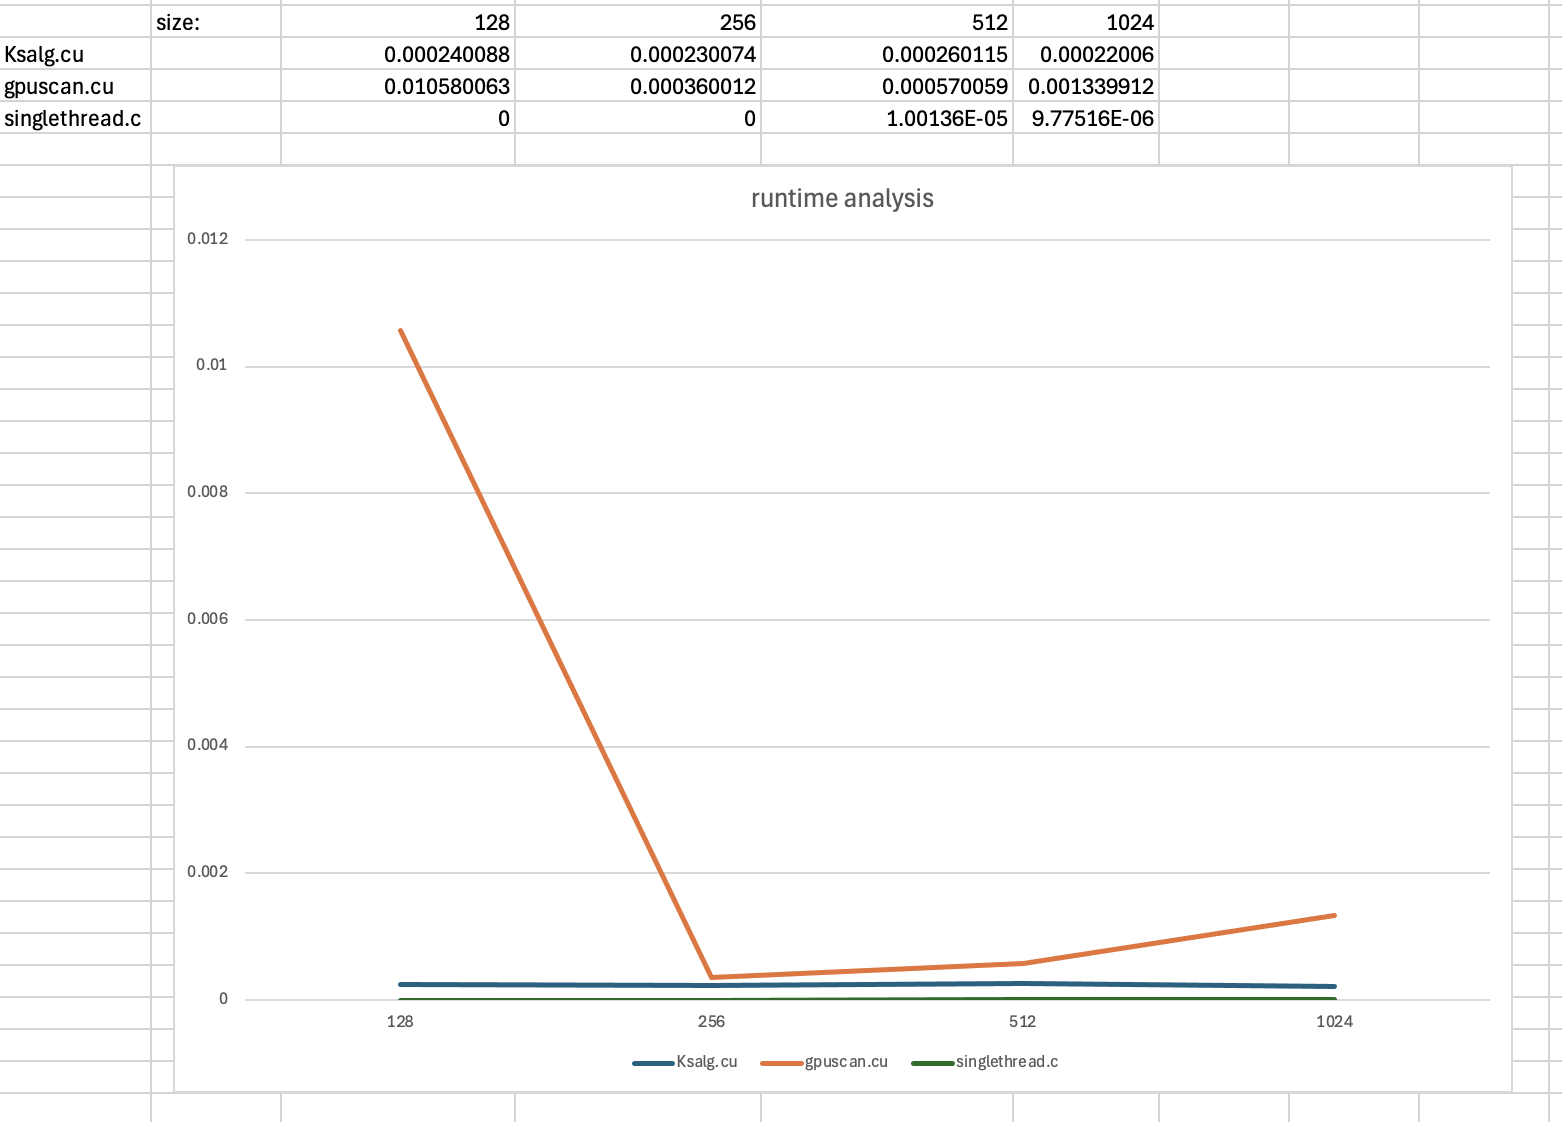 size: 128 256 512 1024
Ksalg.cu 0.000240088 0.000230074 0.000260115 0.00022006
gpuscan.cu 0.010580063 0.000360012 0.000570059 0.001339912
singlethread.c 0 0 1.00136E-05 9.77516E-06
runtime analysis
0.012
0.01
0.008
0.006
0.004
0.002
0
128 256 512 1024
Ksalg.cu gpuscan.cu singlethread.c